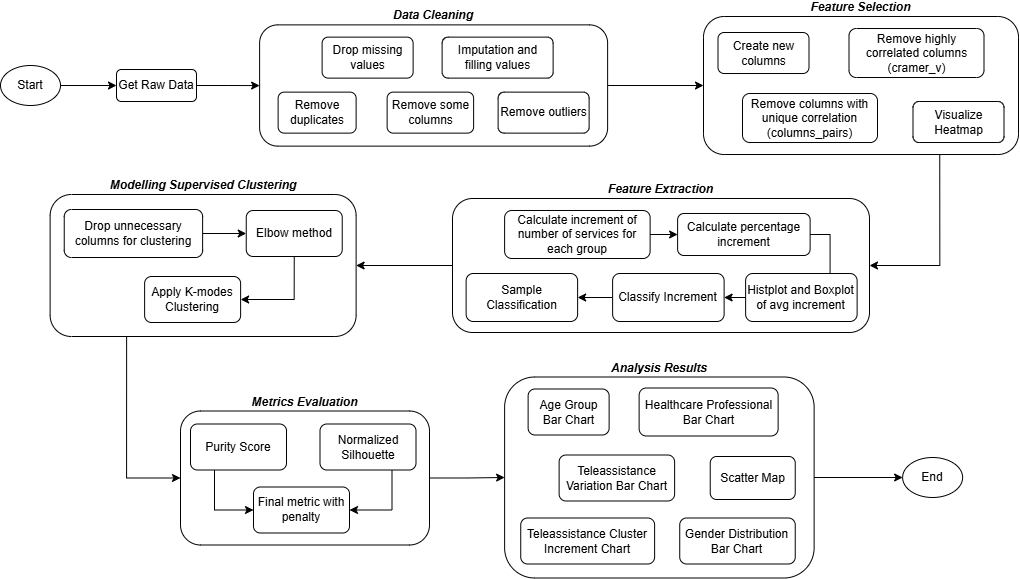 Data Cleaning
Feature Selection
Start
Get Raw Data
Drop missing
values
Imputation and
filling values
Remove
duplicates
Remove some
columns
Remove outliers
Create new
columns
Remove highly
correlated columns
(cramer_v)
Remove columns with
unique correlation
(columns_pairs)
Visualize
Heatmap
Modelling Supervised Clustering
Feature Extraction
Drop unnecessary
columns for clustering
Elbow method
Apply K-modes
Clustering
Calculate increment of
number of services for
each group
Calculate percentage
increment
Sample
Classification
Classify Increment
Histplot and Boxplot
of avg increment
Metrics Evaluation
Analysis Results
Purity Score
Normalized
Silhouette
Final metric with
penalty
Age Group
Bar Chart
Healthcare Professional
Bar Chart
Teleassistance
Variation Bar Chart
Scatter Map
Teleassistance Cluster
Increment Chart
Gender Distribution
Bar Chart
End